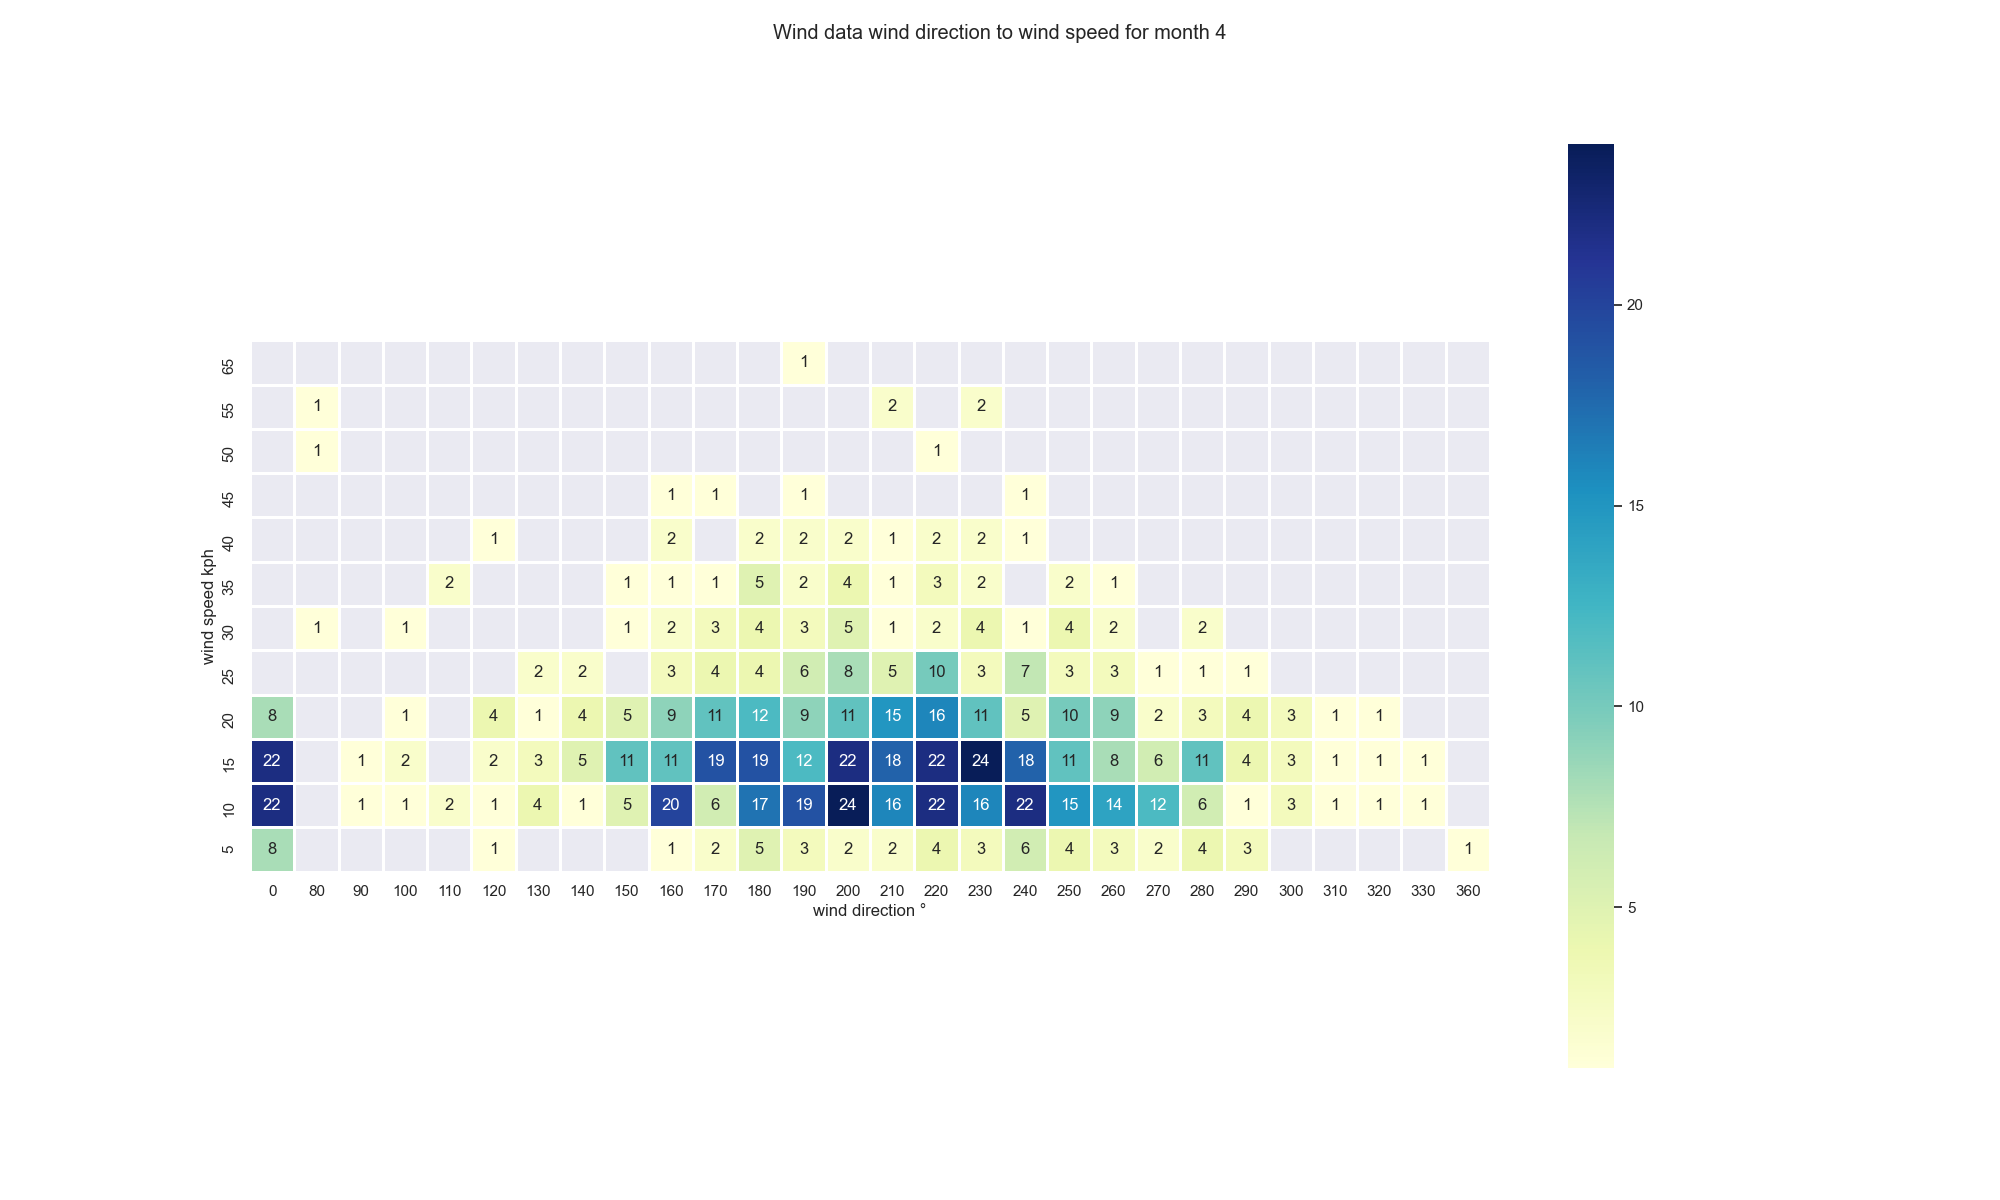 Wind data wind direction to wind speed for month 4
65 1
55 1 2 2
50 1 1
45 1 1 1 1
40 1 2 2 2 2 1 2 2 1
35 2 1 1 1 5 2 4 1 3 2 2 1
30 1 1 1 2 3 4 3 5 1 2 4 1 4 2 2
25 2 2 3 4 4 6 8 5 10 3 7 3 3 1 1 1
20 8 1 4 1 4 5 9 11 12 9 11 15 16 11 5 10 9 2 3 4 3 1 1
15 22 1 2 2 3 5 11 11 19 19 12 22 18 22 24 18 11 8 6 11 4 3 1 1 1
10 22 1 1 2 1 4 1 5 20 6 17 19 24 16 22 16 22 15 14 12 6 1 3 1 1 1
5 8 1 1 2 5 3 2 2 4 3 6 4 3 2 4 3 1
0 80 90 100 110 120 130 140 150 160 170 180 190 200 210 220 230 240 250 260 270 280 290 300 310 320 330 360
wind direction °
wind speed kph
20
15
10
5